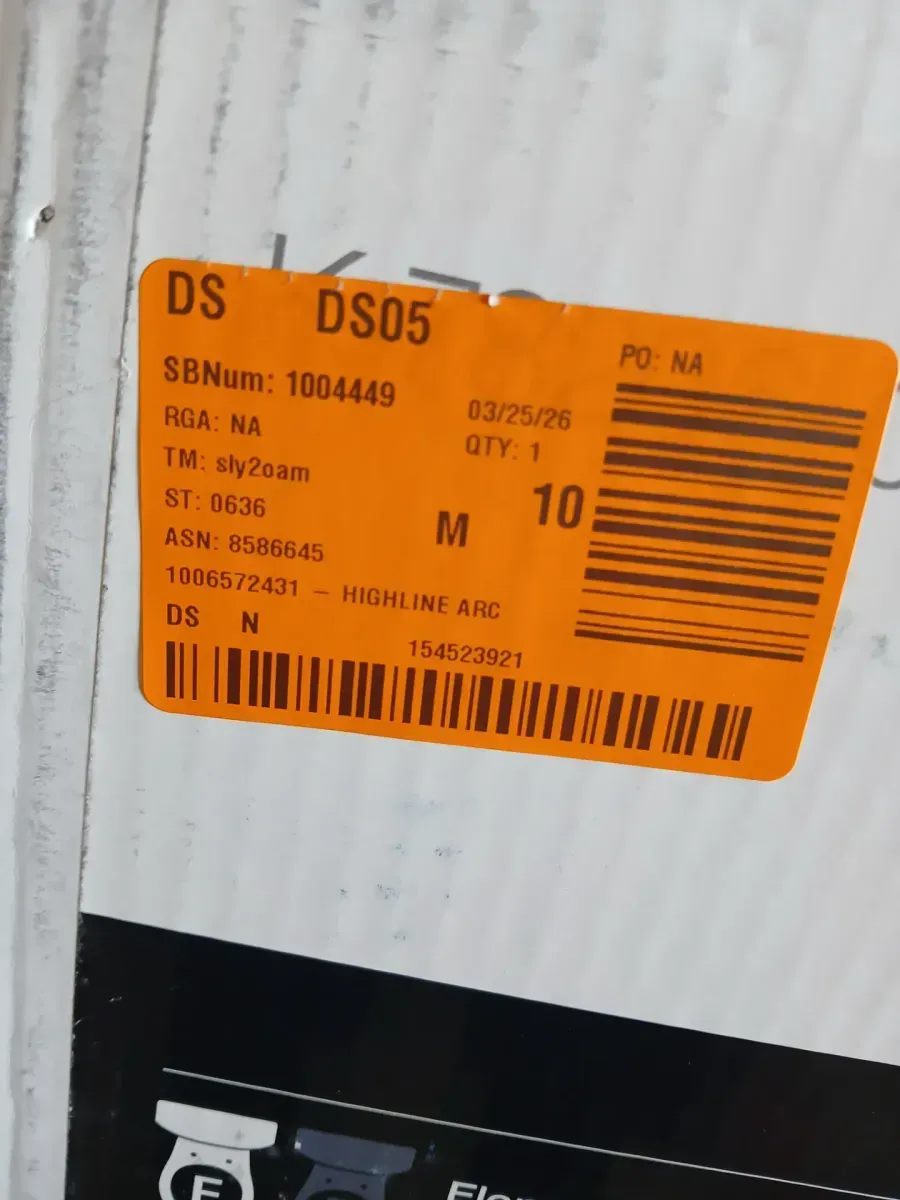 DS DS05
PO: NA
SBNum: 1004449
03/25/26
RGA: NA
QTY: 1
TM: sly2oam
ST: 0636
M 10
ASN: 8586645
1006572431 – HIGHLINE ARC
DS N
154523921
E